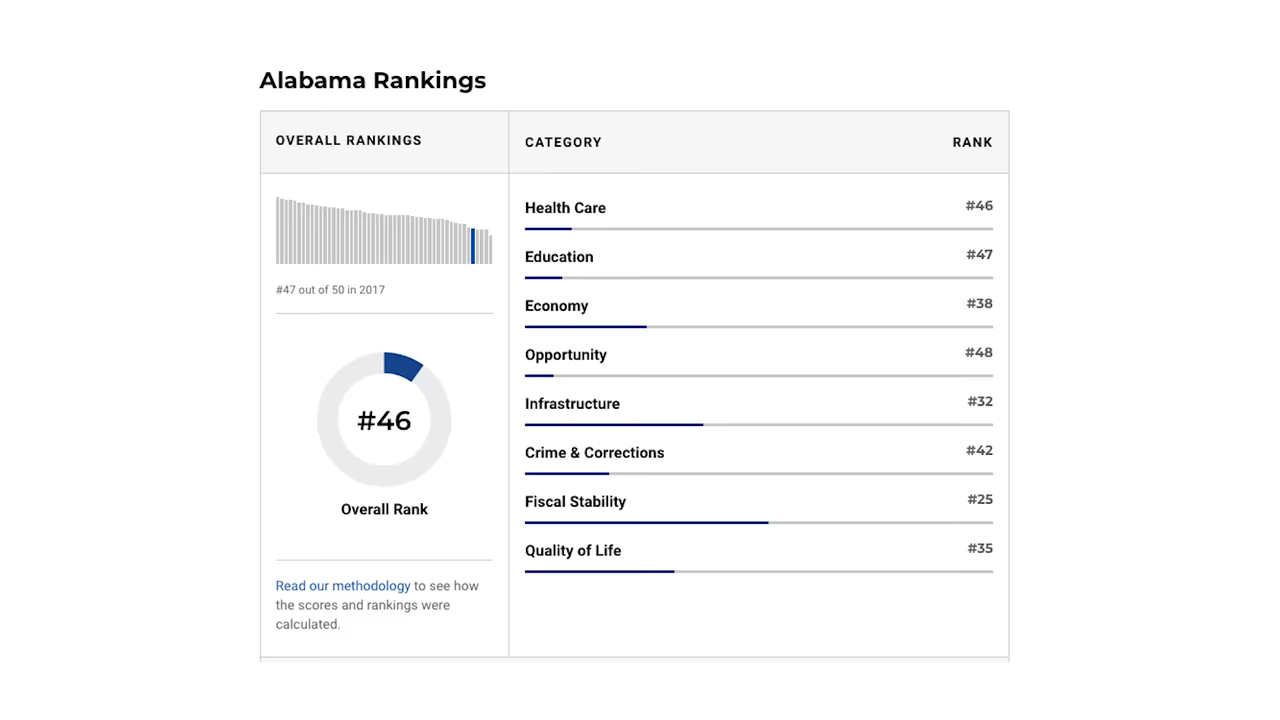 Alabama Rankings
OVERALL RANKINGS
CATEGORY RANK
#47 out of 50 in 2017
#46
Overall Rank
Read our methodology to see how
the scores and rankings were
calculated.
Health Care #46
Education #47
Economy #38
Opportunity #48
Infrastructure #32
Crime & Corrections #42
Fiscal Stability #25
Quality of Life #35